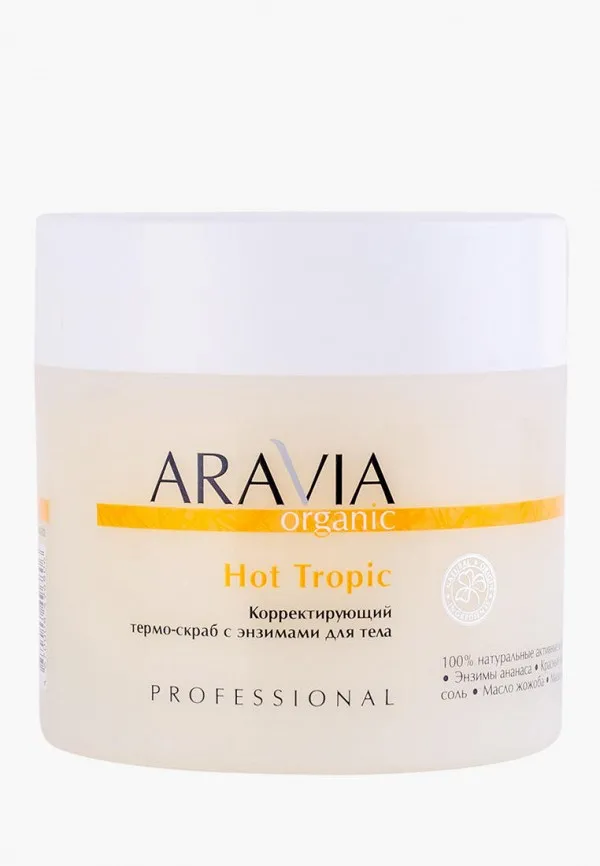 ARAVIA
organic
Hot Tropic
Корректирующий
термо-скраб с энзимами для тела
PROFESSIONAL
100% натуральные активные
• Энзимы ананаса •
соль • Масло жожоба •